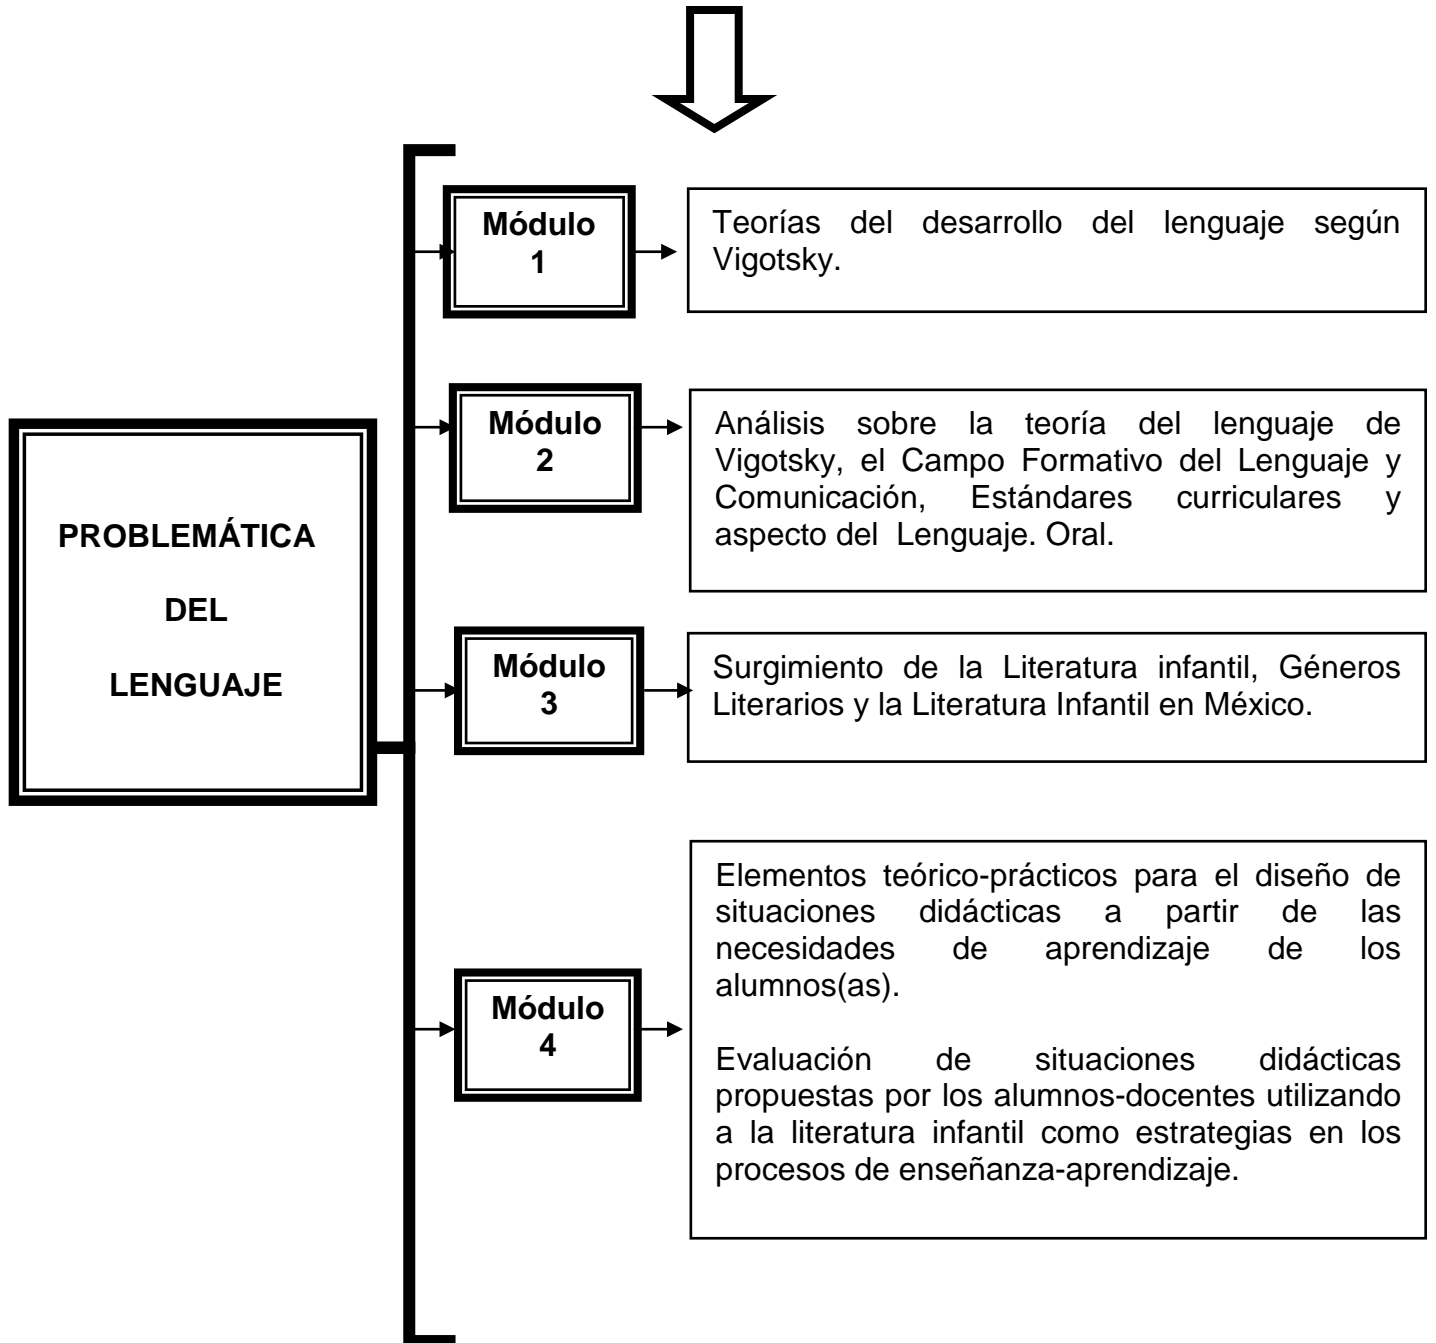 PROBLEMÁTICA
DEL
LENGUAJE
Módulo
1
Teorías del desarrollo del lenguaje según
Vigotsky.
Módulo
2
Análisis sobre la teoría del lenguaje de
Vigotsky, el Campo Formativo del Lenguaje y
Comunicación, Estándares curriculares y
aspecto del Lenguaje. Oral.
Módulo
3
Surgimiento de la Literatura infantil, Géneros
Literarios y la Literatura Infantil en México.
Módulo
4
Elementos teórico-prácticos para el diseño de
situaciones didácticas a partir de las
necesidades de aprendizaje de los
alumnos(as).
Evaluación de situaciones didácticas
propuestas por los alumnos-docentes utilizando
a la literatura infantil como estrategias en los
procesos de enseñanza-aprendizaje.